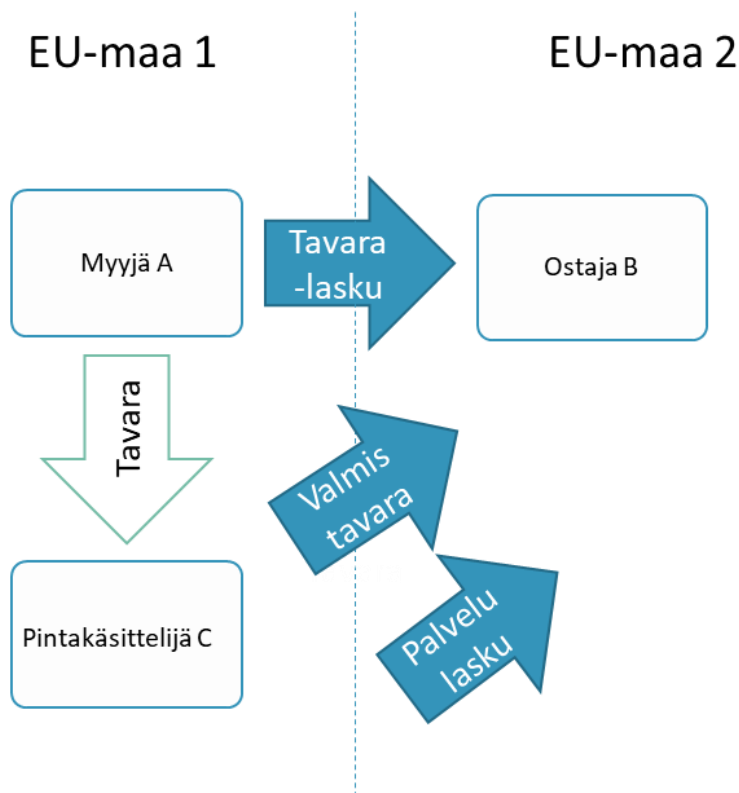 EU-maa 1
EU-maa 2
Myyjä A
Tavara
-lasku
Ostaja B
Tavara
Valmis
tavara
Pintakäsittelijä C
Palvelu
lasku